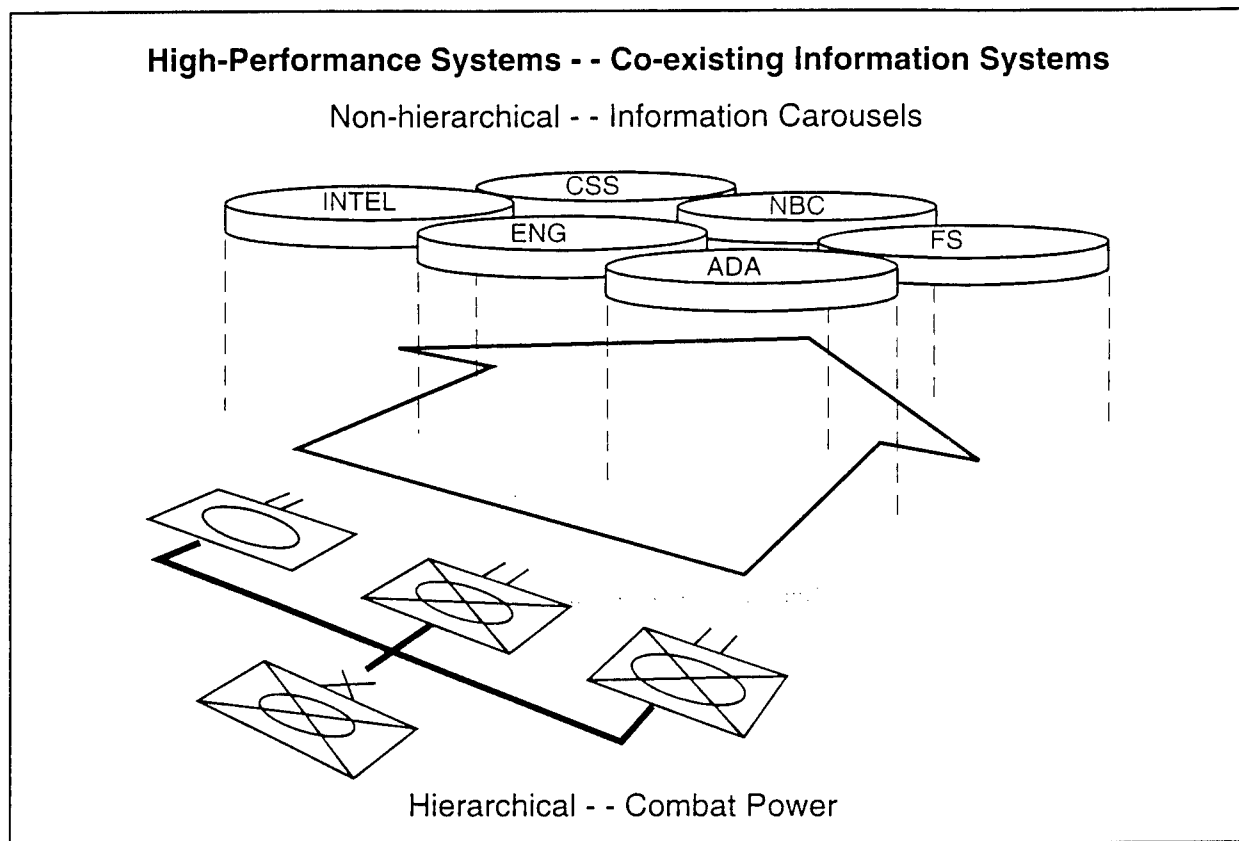 High-Performance Systems - - Co-existing Information Systems
Non-hierarchical - - Information Carousels
CSS
INTEL
NBC
ENG
FS
ADA
Hierarchical - - Combat Power